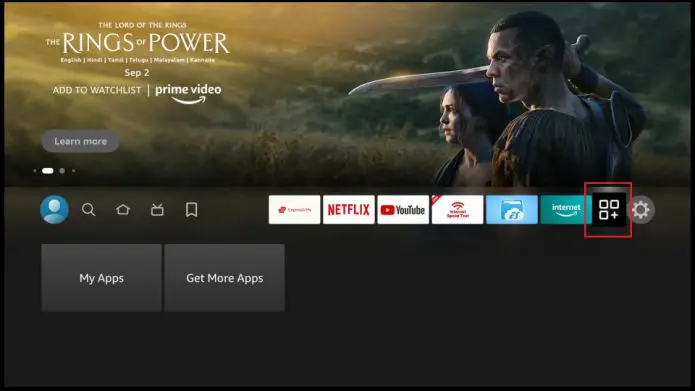 THE LORD OF THE RINGS
THE RINGS OF POWER
English | Hindi | Tamil | Telugu | Malayalam | Kannada
Sep 2
ADD TO WATCHLIST | prime video
Learn more
ExpressVPN
NETFLIX
YouTube
Internet
Speed Test
ES
internet
My Apps
Get More Apps